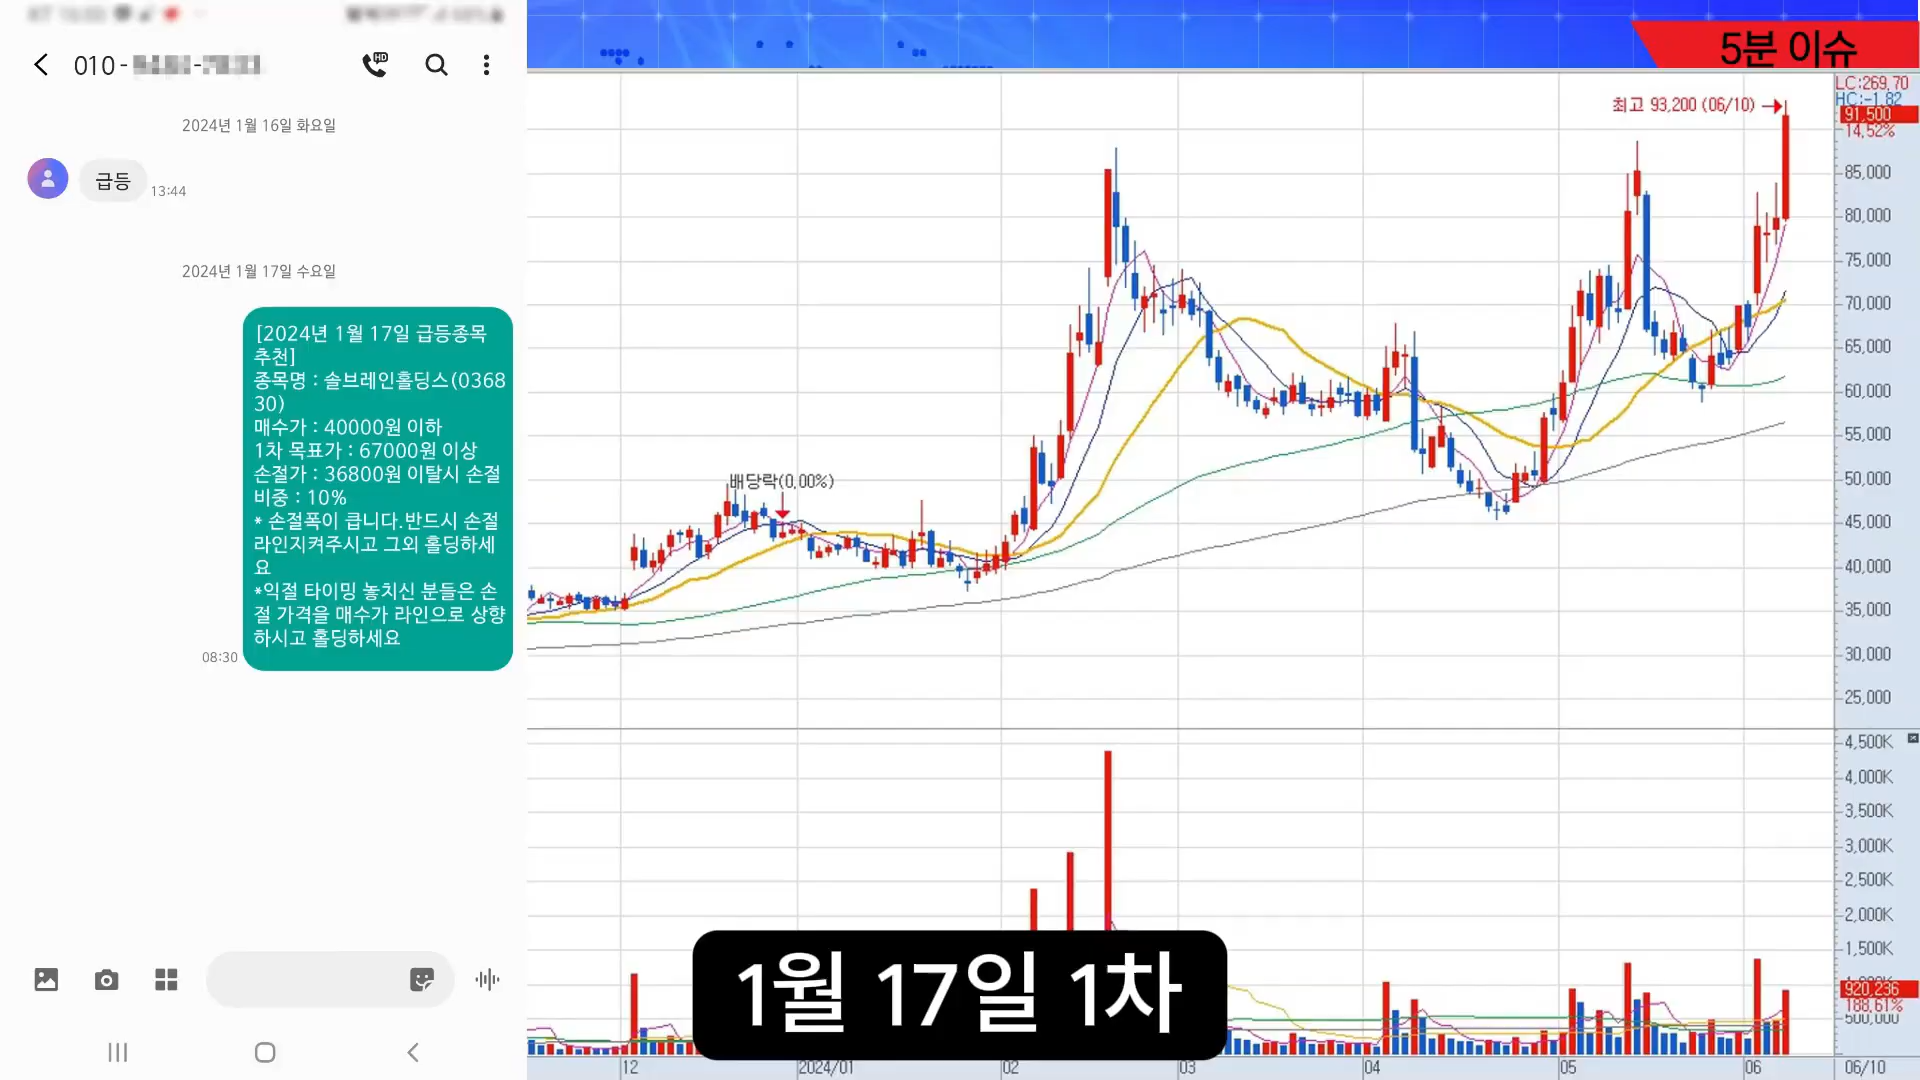 010-
2024년 1월 16일 화요일
급등
13:44
2024년 1월 17일 수요일
[2024년 1월 17일 급등종목
추천]
종목명 : 솔브레인홀딩스(0368
30)
매수가 : 40000원 이하
1차 목표가 : 67000원 이상
손절가 : 36800원 이탈시 손절
비중 : 10%
* 손절폭이 큽니다.반드시 손절
라인지켜주시고 그외 홀딩하세
요
*익절 타이밍 놓치신 분들은 손
절 가격을 매수가 라인으로 상향
하시고 홀딩하세요
08:30
5분 이슈
최고 93,200 (06/10)
LC:269.70
HC:-1.82
91,500
14.52%
85,000
80,000
75,000
70,000
65,000
60,000
55,000
50,000
45,000
40,000
35,000
30,000
25,000
배당락(0.00%)
4,500K
4,000K
3,500K
3,000K
2,500K
2,000K
1,500K
920,236
188.61%
500,000
12
2024/01
02
03
04
05
06
06/10
1월 17일 1차